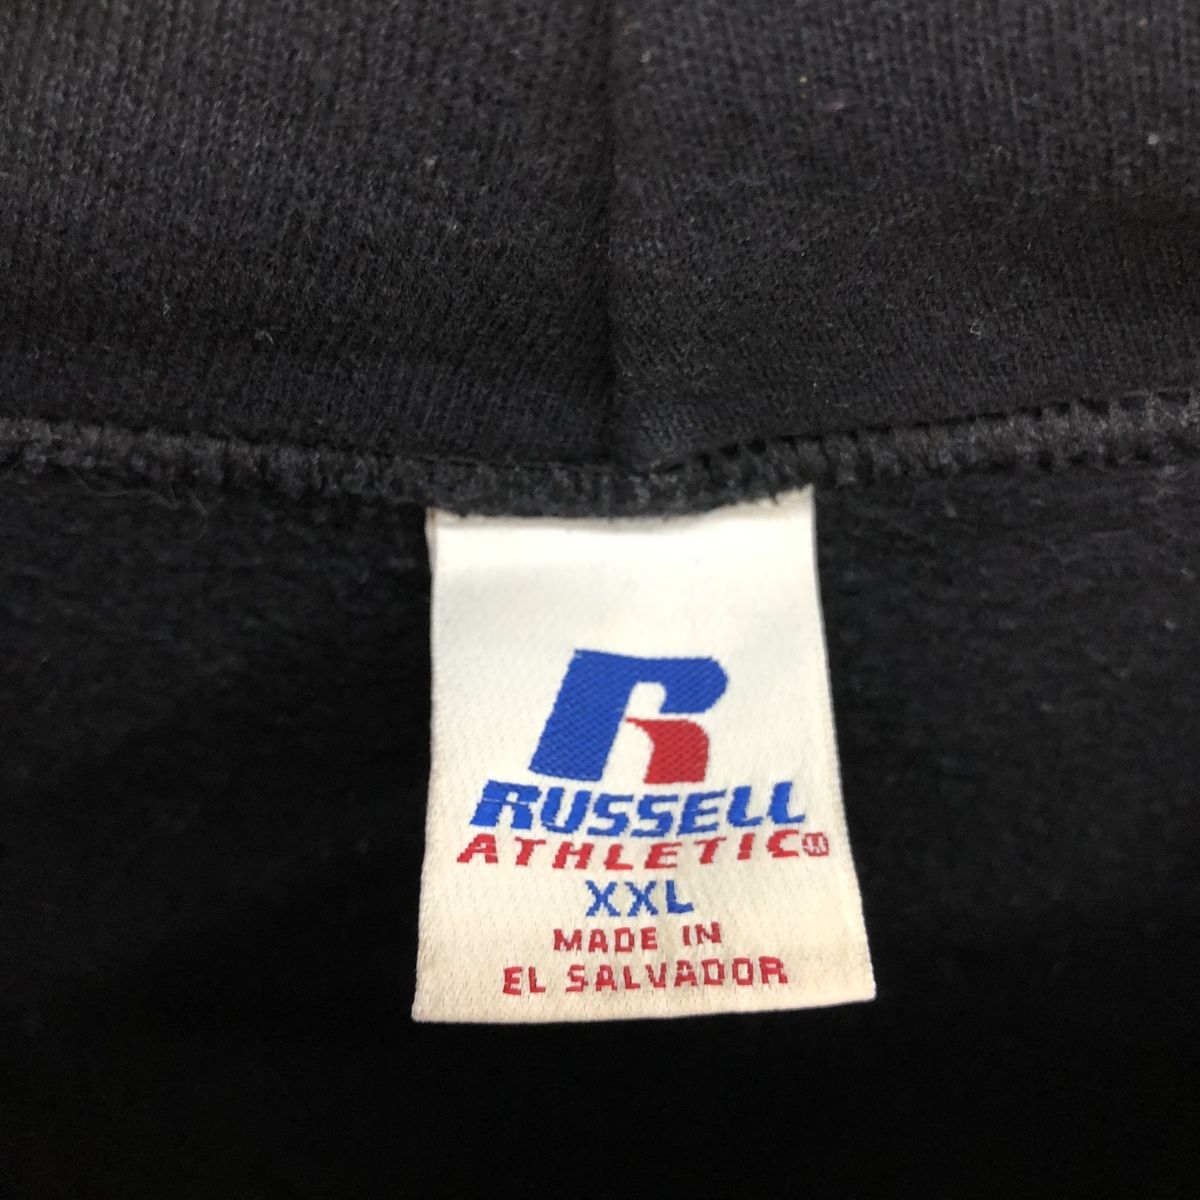 R
RUSSELL
ATHLETIC®
XXL
MADE IN
EL SALVADOR